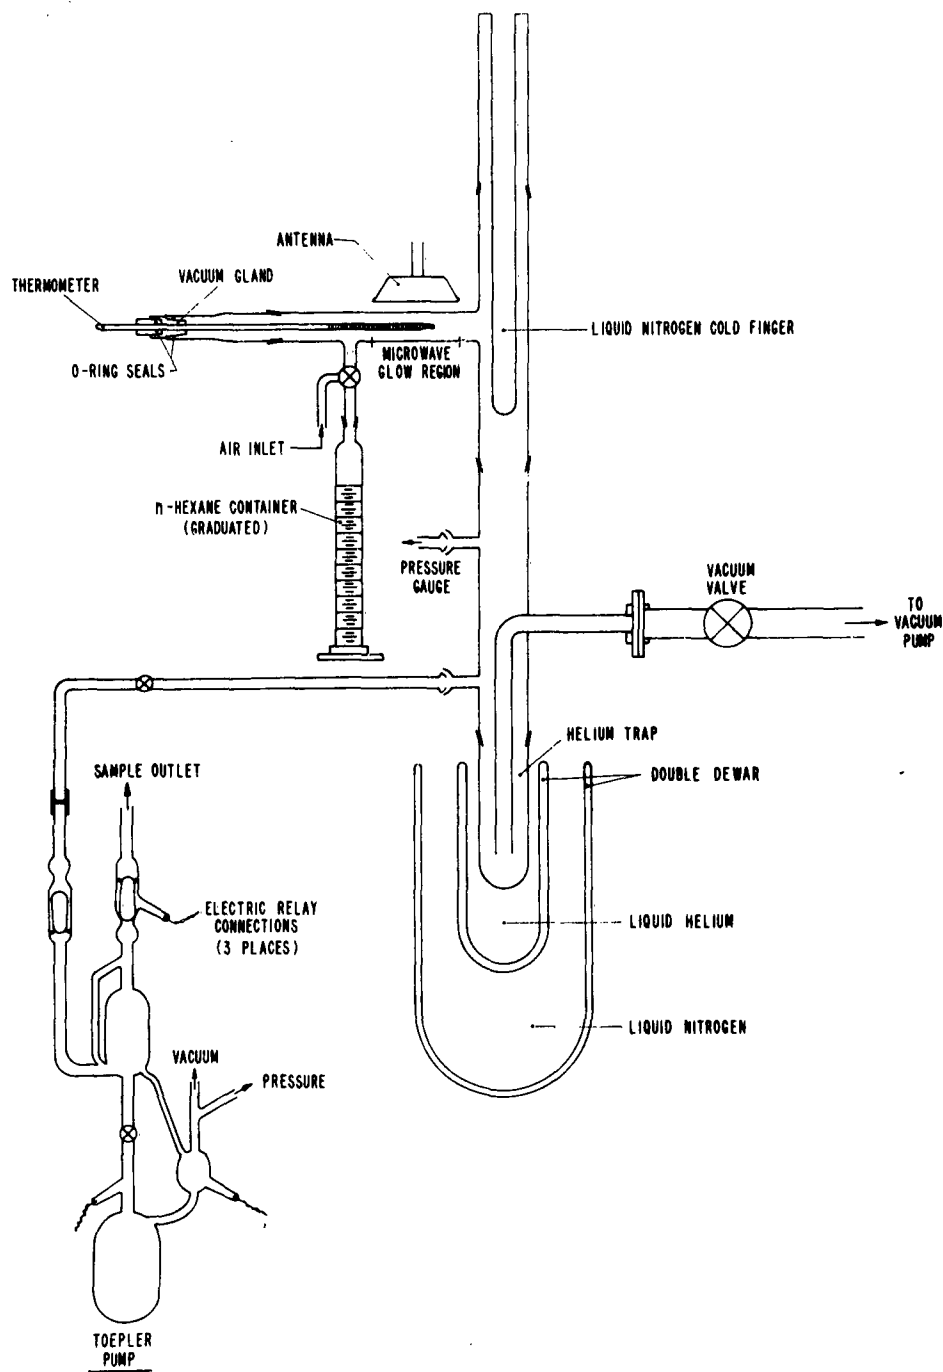 ANTENNA
VACUUM GLAND
THERMOMETER
LIQUID NITROGEN COLD FINGER
O-RING SEALS
MICROWAVE
GLOW REGION
AIR INLET
n-HEXANE CONTAINER
(GRADUATED)
PRESSURE
GAUGE
VACUUM
VALVE
TO
VACUUM
PUMP
HELIUM TRAP
SAMPLE OUTLET
DOUBLE DEWAR
ELECTRIC RELAY
CONNECTIONS
(3 PLACES)
LIQUID HELIUM
LIQUID NITROGEN
VACUUM
PRESSURE
TOEPLER
PUMP